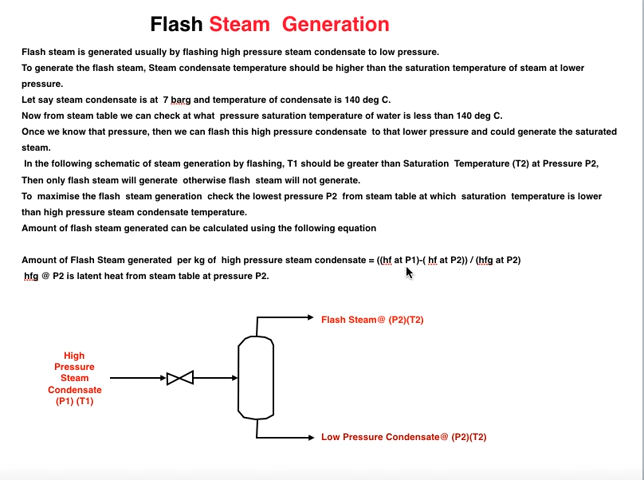 Flash Steam Generation
Flash steam is generated usually by flashing high pressure steam condensate to low pressure.
To generate the flash steam, Steam condensate temperature should be higher than the saturation temperature of steam at lower
pressure.
Let say steam condensate is at 7 barg and temperature of condensate is 140 deg C.
Now from steam table we can check at what pressure saturation temperature of water is less than 140 deg C.
Once we know that pressure, then we can flash this high pressure condensate to that lower pressure and could generate the saturated
steam.
In the following schematic of steam generation by flashing, T1 should be greater than Saturation Temperature (T2) at Pressure P2,
Then only flash steam will generate otherwise flash steam will not generate.
To maximise the flash steam generation check the lowest pressure P2 from steam table at which saturation temperature is lower
than high pressure steam condensate temperature.
Amount of flash steam generated can be calculated using the following equation
Amount of Flash Steam generated per kg of high pressure steam condensate = ((hf at P1)-( hf at P2)) / (hfg at P2)
hfg @ P2 is latent heat from steam table at pressure P2.
Flash Steam@ (P2)(T2)
High
Pressure
Steam
Condensate
(P1) (T1)
Low Pressure Condensate@ (P2)(T2)